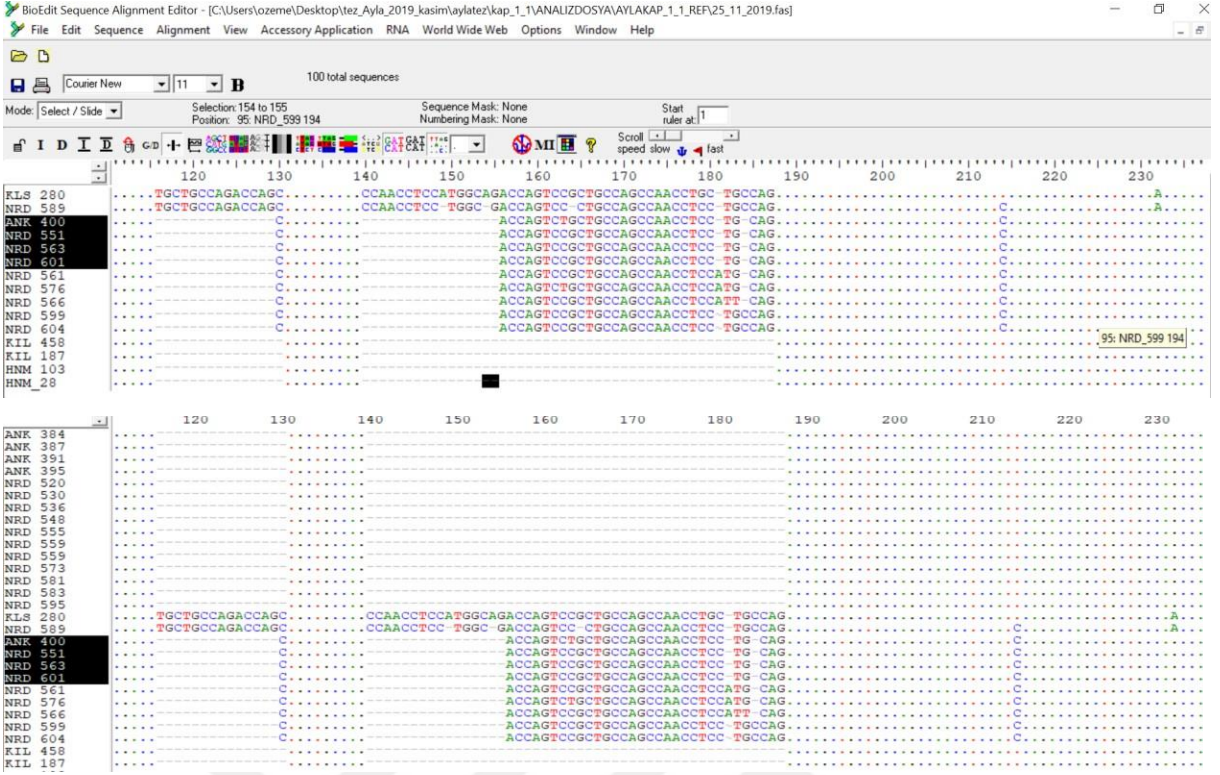 BioEdit Sequence Alignment Editor - [C:\Users\ozeme\Desktop\tez_Ayla_2019_kasim\aylatez\kap_1_1\ANALIZDOSYA\AYLAKAP_1_1_REF\25_11_2019.fas]
File Edit Sequence Alignment View Accessory Application RNA World Wide Web Options Window Help
Courier New 11 B 100 total sequences
Mode: Select / Slide Selection: 154 to 155 Sequence Mask: None Start
Position: 95: NRD_599 194 Numbering Mask: None ruler at: 1
I D I D G/D MI Scroll
speed slow fast
120 130 140 150 160 170 180 190 200 210 220 230
KLS 280 .....TGCTGCCAGACCAGC.........CCAACCTCCATGGCAGACCAGTCCGCTGCCAGCCAACCTGC-TGCCAG
NRD 589 .....TGCTGCCAGACCAGC.........CCAACCTCC-TGGC-GACCAGTCC-CTGCCAGCCAACCTCC-TGCCAG
ANK 400 C ACCAGTCTGCTGCCAGCCAACCTCC-TG-CAG C
NRD 551 C ACCAGTCCGCTGCCAGCCAACCTCC-TG-CAG C
NRD 563 C ACCAGTCCGCTGCCAGCCAACCTCC-TG-CAG C
NRD 601 C ACCAGTCCGCTGCCAGCCAACCTCC-TG-CAG C
NRD 561 C ACCAGTCCGCTGCCAGCCAACCTCCATG-CAG C
NRD 576 C ACCAGTCTGCTGCCAGCCAACCTCCATG-CAG C
NRD 566 C ACCAGTCCGCTGCCAGCCAACCTCCATT-CAG C
NRD 599 C ACCAGTCCGCTGCCAGCCAACCTCC-TGCCAG C
NRD 604 C ACCAGTCCGCTGCCAGCCAACCTCC-TGCCAG C
KIL 458 95: NRD_599 194
KIL 187
HNM 103
HNM_28
120 130 140 150 160 170 180 190 200 210 220 230
ANK 384
ANK 387
ANK 391
ANK 395
NRD 520
NRD 530
NRD 536
NRD 548
NRD 555
NRD 559
NRD 559
NRD 573
NRD 581
NRD 583
NRD 595
KLS 280 .....TGCTGCCAGACCAGC.........CCAACCTCCATGGCAGACCAGTCCGCTGCCAGCCAACCTGC-TGCCAG A
NRD 589 .....TGCTGCCAGACCAGC.........CCAACCTCC-TGGC-GACCAGTCC-CTGCCAGCCAACCTCC-TGCCAG C A
ANK 400 C ACCAGTCTGCTGCCAGCCAACCTCC-TG-CAG C
NRD 551 C ACCAGTCCGCTGCCAGCCAACCTCC-TG-CAG C
NRD 563 C ACCAGTCCGCTGCCAGCCAACCTCC-TG-CAG C
NRD 601 C ACCAGTCCGCTGCCAGCCAACCTCC-TG-CAG C
NRD 561 C ACCAGTCCGCTGCCAGCCAACCTCCATG-CAG C
NRD 576 C ACCAGTCTGCTGCCAGCCAACCTCCATG-CAG C
NRD 566 C ACCAGTCCGCTGCCAGCCAACCTCCATT-CAG C
NRD 599 C ACCAGTCCGCTGCCAGCCAACCTCC-TGCCAG C
NRD 604 C ACCAGTCCGCTGCCAGCCAACCTCC-TGCCAG C
KIL 458
KIL 187